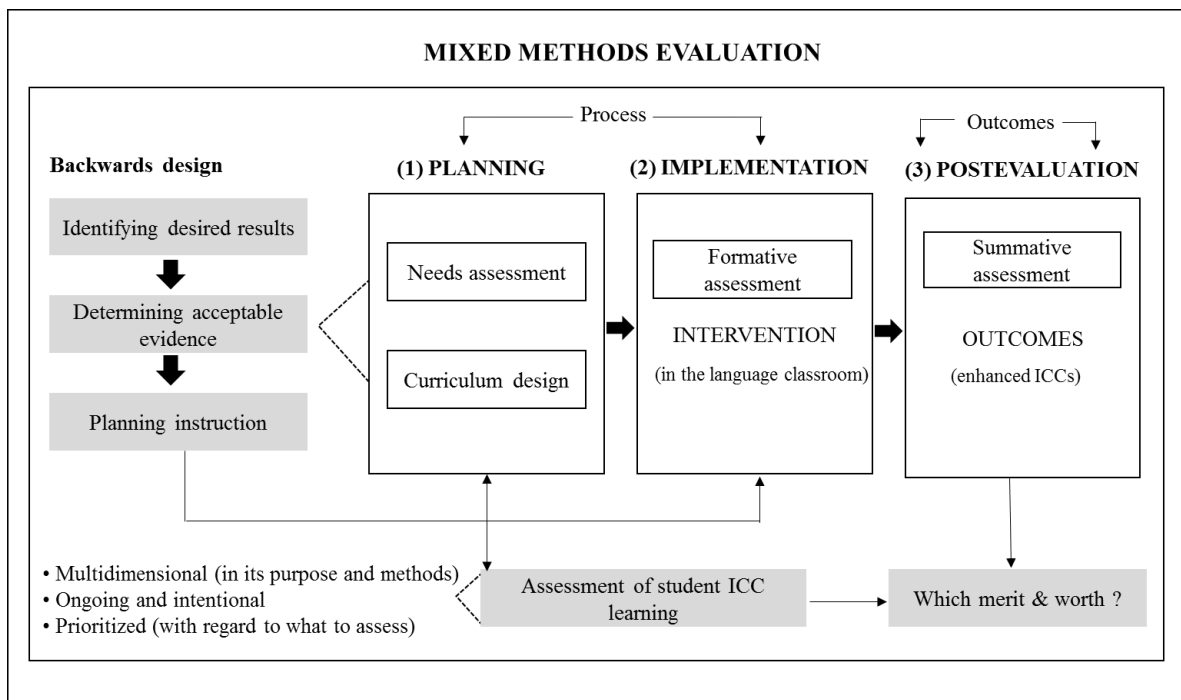 MIXED METHODS EVALUATION
Process
Outcomes
Backwards design
(1) PLANNING
(2) IMPLEMENTATION
(3) POSTEVALUATION
Identifying desired results
Determining acceptable
evidence
Planning instruction
Needs assessment
Curriculum design
Formative
assessment
INTERVENTION
(in the language classroom)
Summative
assessment
OUTCOMES
(enhanced ICCs)
• Multidimensional (in its purpose and methods)
• Ongoing and intentional
• Prioritized (with regard to what to assess)
Assessment of student ICC
learning
Which merit & worth ?